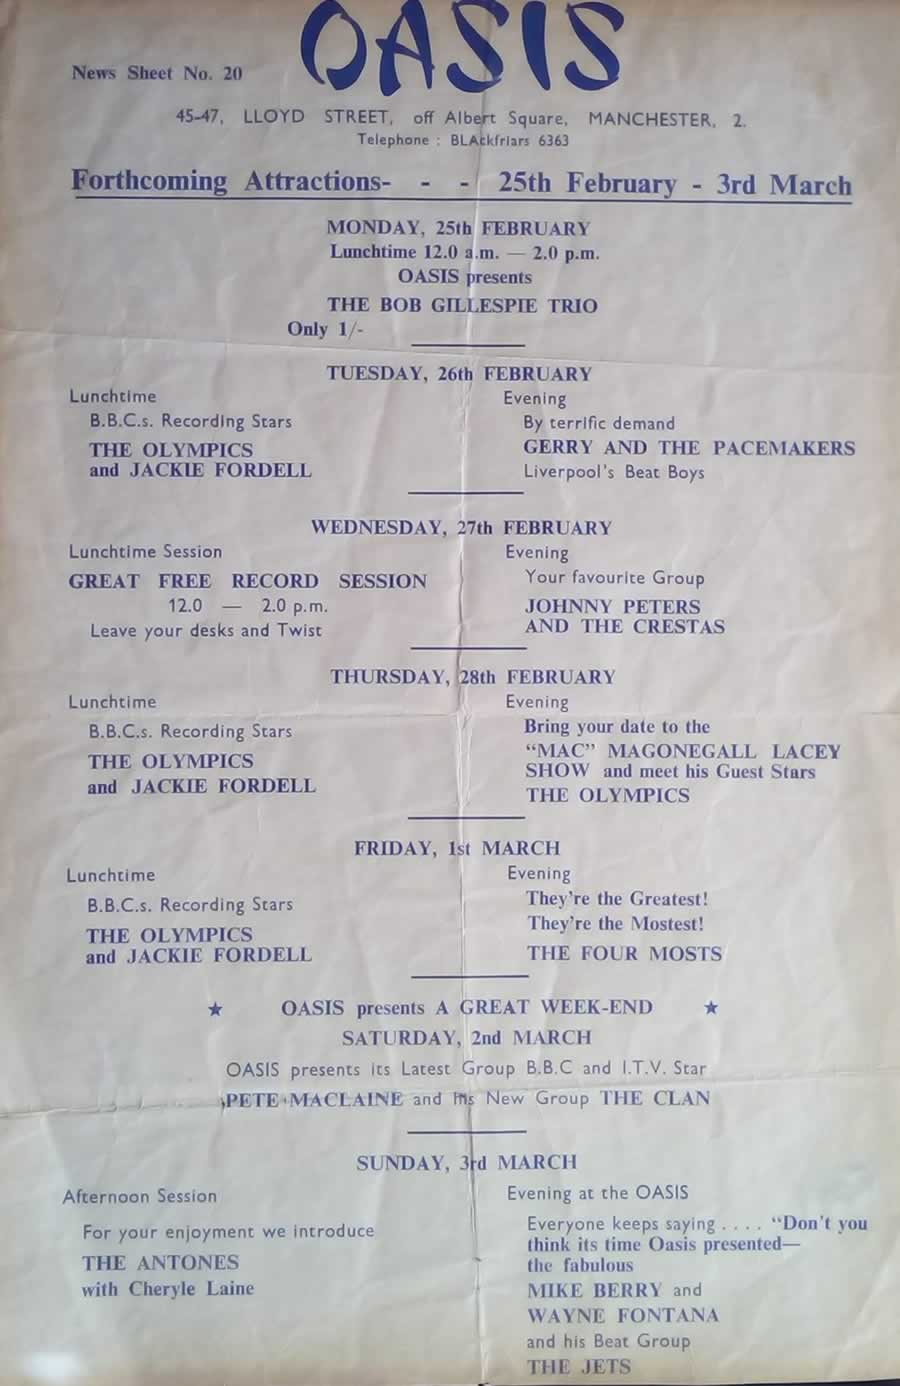 OASIS
News Sheet No. 20
45-47, LLOYD STREET, off Albert Square, MANCHESTER, 2.
Telephone : BLAckfriars 6363
Forthcoming Attractions- - - 25th February - 3rd March
MONDAY, 25th FEBRUARY
Lunchtime 12.0 a.m. — 2.0 p.m.
OASIS presents
THE BOB GILLESPIE TRIO
Only 1/-
TUESDAY, 26th FEBRUARY
Lunchtime
B.B.C.s. Recording Stars
THE OLYMPICS
and JACKIE FORDELL
Evening
By terrific demand
GERRY AND THE PACEMAKERS
Liverpool's Beat Boys
WEDNESDAY, 27th FEBRUARY
Lunchtime Session
GREAT FREE RECORD SESSION
12.0 — 2.0 p.m.
Leave your desks and Twist
Evening
Your favourite Group
JOHNNY PETERS
AND THE CRESTAS
THURSDAY, 28th FEBRUARY
Lunchtime
B.B.C.s. Recording Stars
THE OLYMPICS
and JACKIE FORDELL
Evening
Bring your date to the
“MAC” MAGONEGALL LACEY
SHOW and meet his Guest Stars
THE OLYMPICS
FRIDAY, 1st MARCH
Lunchtime
B.B.C.s. Recording Stars
THE OLYMPICS
and JACKIE FORDELL
Evening
They're the Greatest!
They're the Mostest!
THE FOUR MOSTS
★ OASIS presents A GREAT WEEK-END ★
SATURDAY, 2nd MARCH
OASIS presents its Latest Group B.B.C and I.T.V. Star
PETE MACLAINE and his New Group THE CLAN
SUNDAY, 3rd MARCH
Afternoon Session
For your enjoyment we introduce
THE ANTONES
with Cheryle Laine
Evening at the OASIS
Everyone keeps saying . . . . “Don't you
think its time Oasis presented—
the fabulous
MIKE BERRY and
WAYNE FONTANA
and his Beat Group
THE JETS